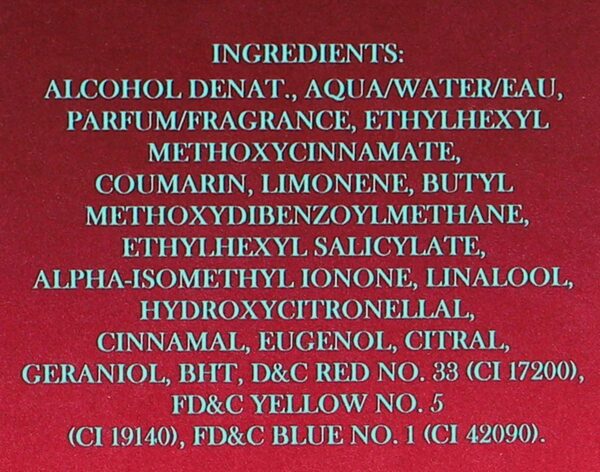 INGREDIENTS:
ALCOHOL DENAT., AQUA/WATER/EAU,
PARFUM/FRAGRANCE, ETHYLHEXYL
METHOXYCINNAMATE,
COUMARIN, LIMONENE, BUTYL
METHOXYDIBENZOYLMETHANE,
ETHYLHEXYL SALICYLATE,
ALPHA-ISOMETHYL IONONE, LINALOOL,
HYDROXYCITRONELLAL,
CINNAMAL, EUGENOL, CITRAL,
GERANIOL, BHT, D&C RED NO. 33 (CI 17200),
FD&C YELLOW NO. 5
(CI 19140), FD&C BLUE NO. 1 (CI 42090).